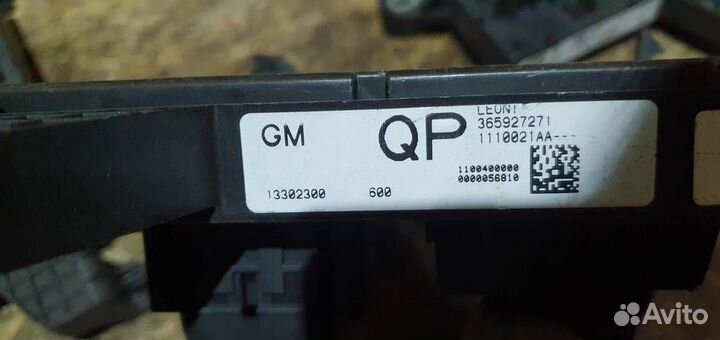 LEONI
GM QP 365927271
1110021AA---
1100400000
0000056810
13302300 600
Avito